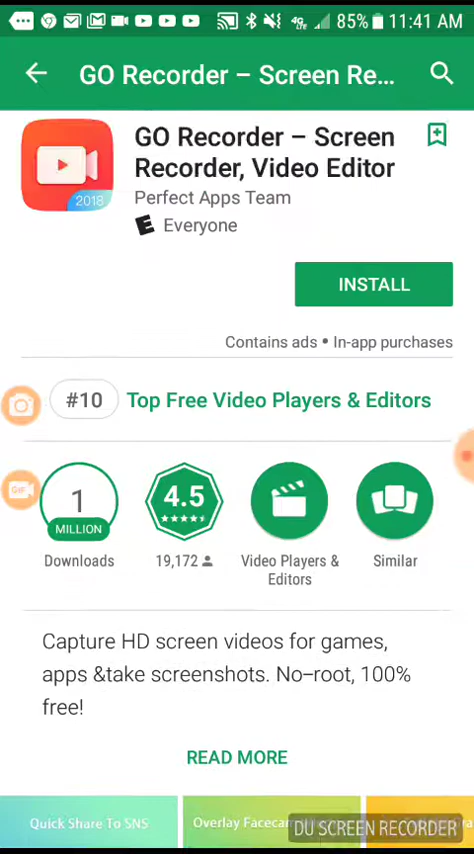 85% 11:41 AM
GO Recorder – Screen Re...
GO Recorder – Screen
Recorder, Video Editor
2018
Perfect Apps Team
E Everyone
INSTALL
Contains ads • In-app purchases
#10 Top Free Video Players & Editors
GIF
1
MILLION
4.5
Downloads
19,172
Video Players &
Editors
Similar
Capture HD screen videos for games,
apps &take screenshots. No–root, 100%
free!
READ MORE
Quick Share To SNS
Overlay Faceca
DU SCREEN RECORDER